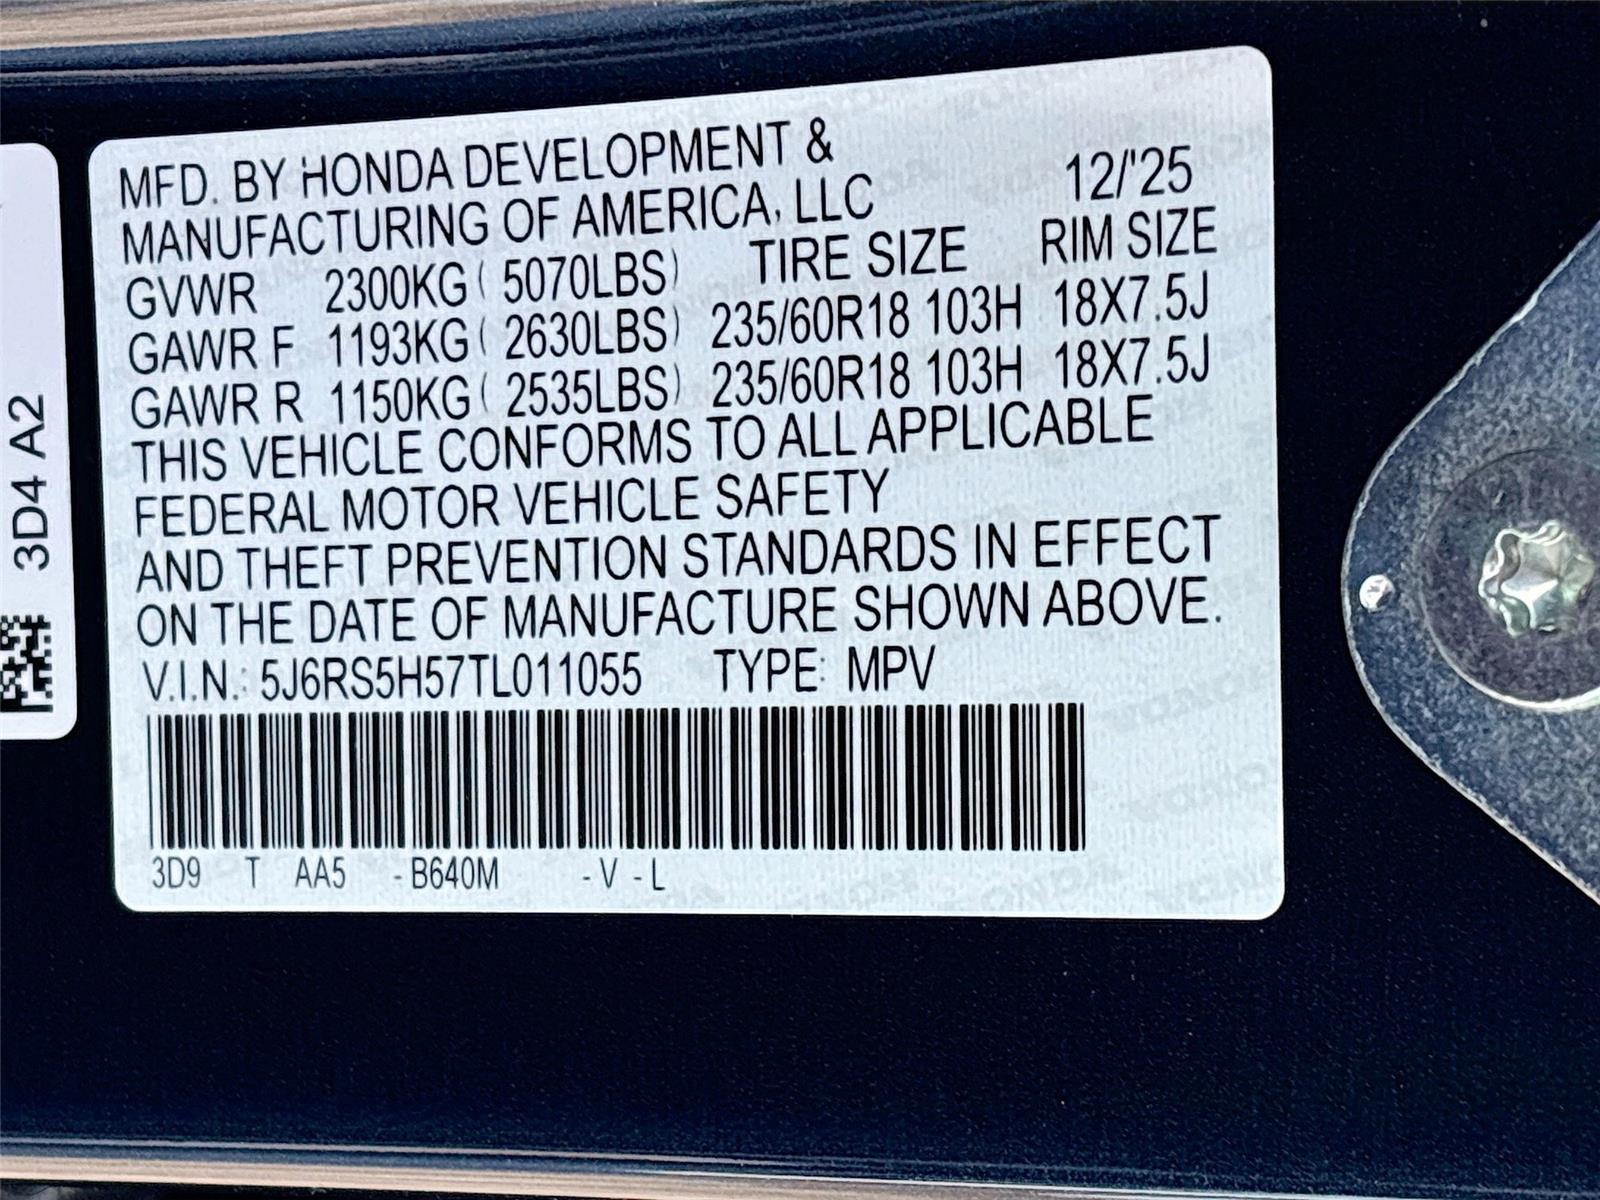 MFD. BY HONDA DEVELOPMENT &
MANUFACTURING OF AMERICA, LLC 12/'25
GVWR 2300KG ( 5070LBS) TIRE SIZE RIM SIZE
GAWR F 1193KG ( 2630LBS) 235/60R18 103H 18X7.5J
GAWR R 1150KG ( 2535LBS) 235/60R18 103H 18X7.5J
THIS VEHICLE CONFORMS TO ALL APPLICABLE
FEDERAL MOTOR VEHICLE SAFETY
AND THEFT PREVENTION STANDARDS IN EFFECT
ON THE DATE OF MANUFACTURE SHOWN ABOVE.
V.I.N.: 5J6RS5H57TL011055 TYPE: MPV
3D9 T AA5 - B640M - V - L
3D4 A2